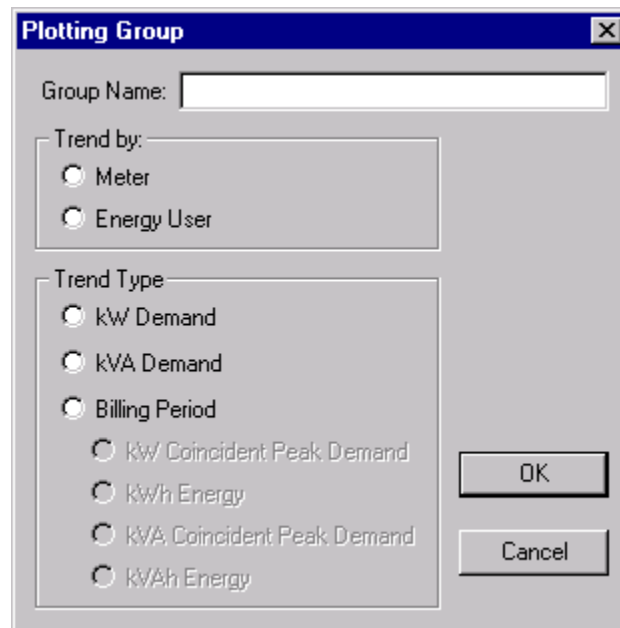 Plotting Group
Group Name:
Trend by:
Meter
Energy User
Trend Type
kW Demand
kVA Demand
Billing Period
kW Coincident Peak Demand
kWh Energy
kVA Coincident Peak Demand
kVAh Energy
OK
Cancel